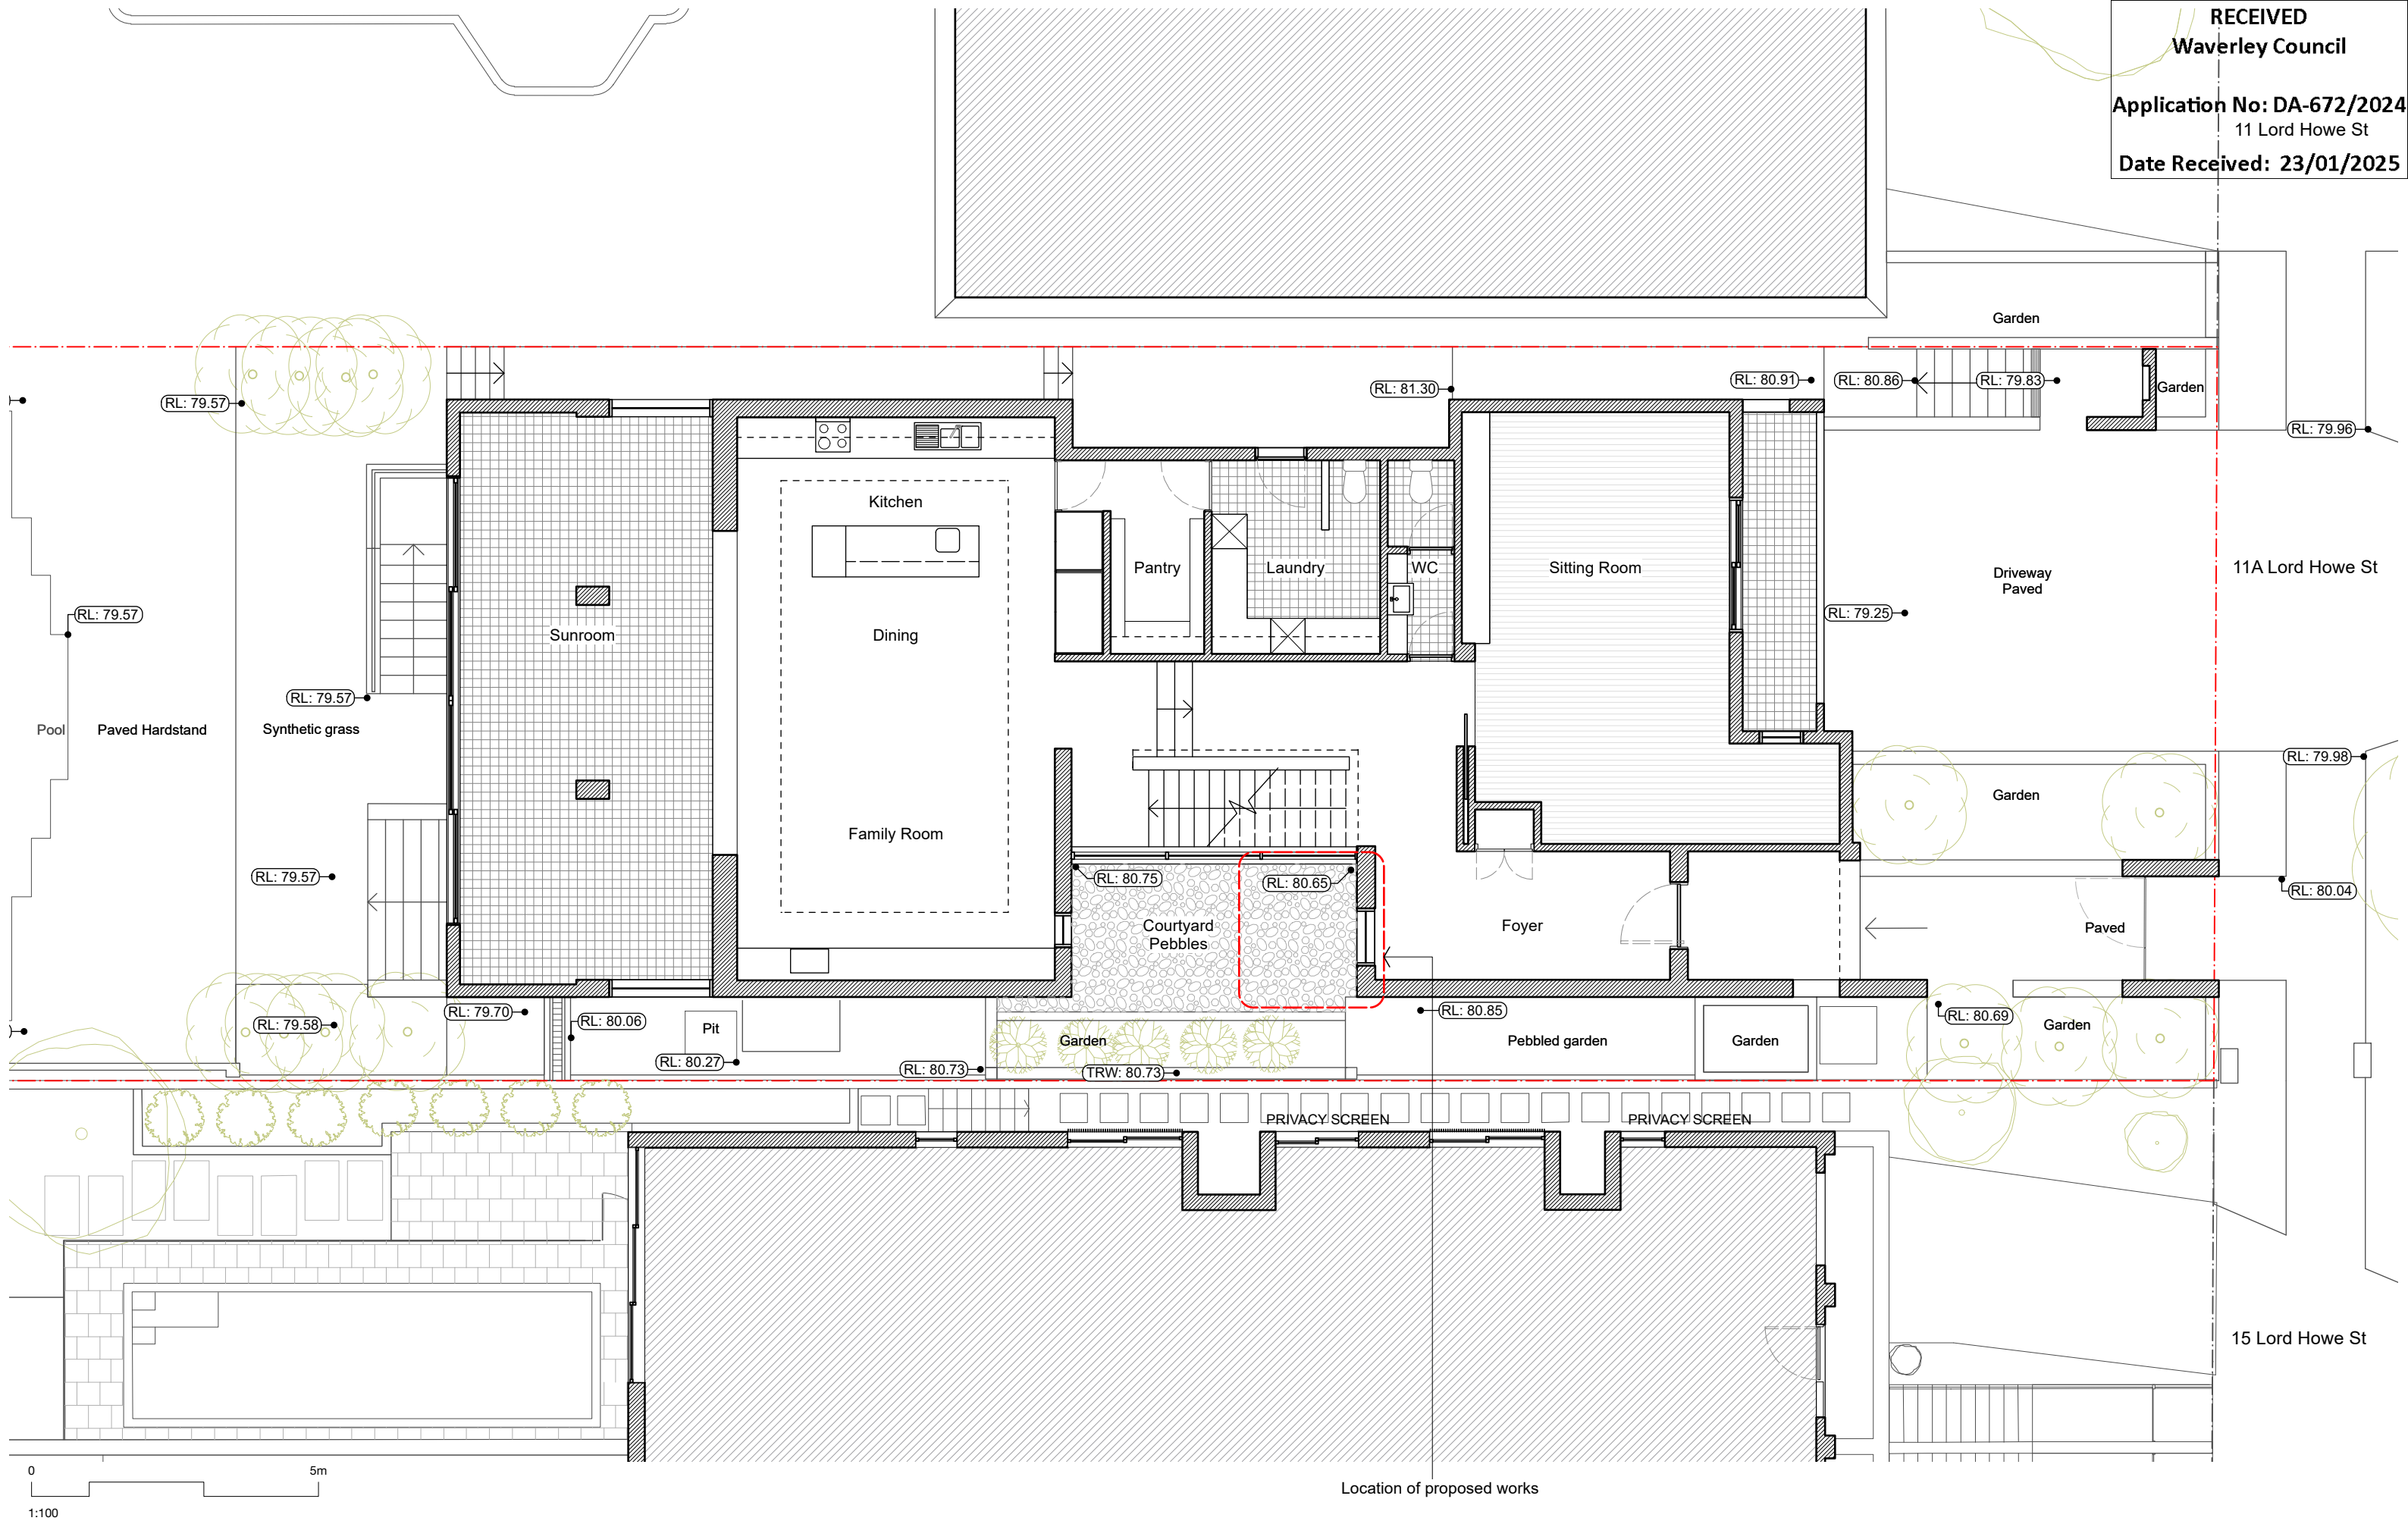 RECEIVED
Waverley Council
Application No: DA-672/2024
11 Lord Howe St
Date Received: 23/01/2025
Garden
RL: 81.30
RL: 80.91
RL: 80.86
RL: 79.83
Garden
RL: 79.57
RL: 79.96
Kitchen
Pantry
Laundry
WC
Sitting Room
Driveway
Paved
11A Lord Howe St
RL: 79.57
RL: 79.25
Sunroom
Dining
RL: 79.57
Pool
Paved Hardstand
Synthetic grass
RL: 79.98
Garden
Family Room
RL: 79.57
RL: 80.75
RL: 80.65
RL: 80.04
Courtyard
Pebbles
Foyer
Paved
RL: 79.70
RL: 79.58
RL: 80.06
Pit
RL: 80.27
RL: 80.73
Garden
TRW: 80.73
RL: 80.85
Pebbled garden
Garden
RL: 80.69
Garden
PRIVACY SCREEN
PRIVACY SCREEN
15 Lord Howe St
0
5m
1:100
Location of proposed works